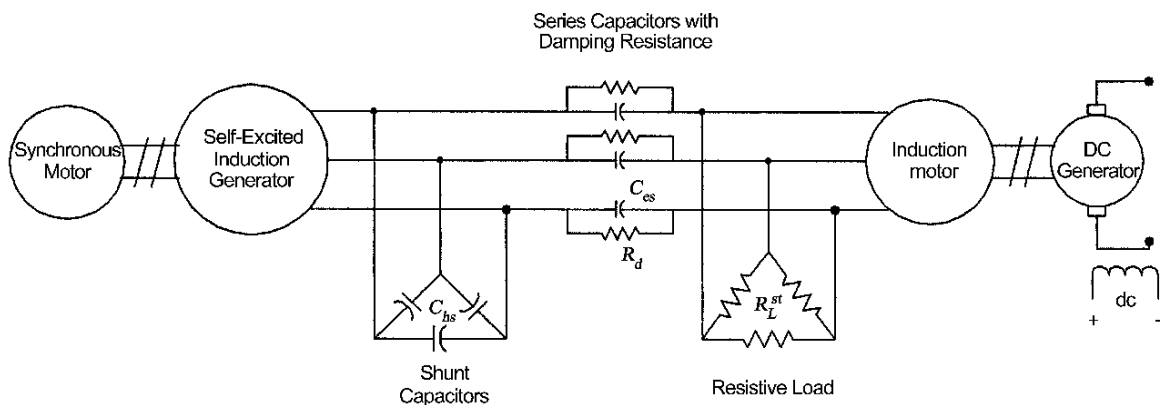 Series Capacitors with
Damping Resistance
Synchronous
Motor
Self-Excited
Induction
Generator
Induction
motor
DC
Generator
C_es
R_d
C_hs
R_L^st
dc
+ -
Shunt
Capacitors
Resistive Load